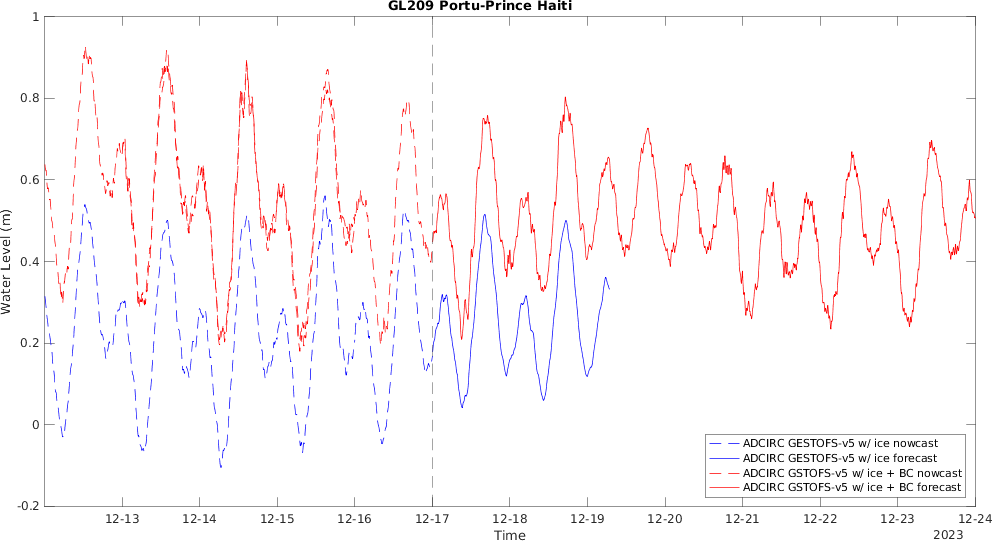 GL209 Portu-Prince Haiti
1
0.8
0.6
0.4
0.2
0
-0.2
Water Level (m)
12-13 12-14 12-15 12-16 12-17 12-18 12-19 12-20 12-21 12-22 12-23 12-24
Time
2023
ADCIRC GESTOFS-v5 w/ ice nowcast
ADCIRC GESTOFS-v5 w/ ice forecast
ADCIRC GSTOFS-v5 w/ ice + BC nowcast
ADCIRC GSTOFS-v5 w/ ice + BC forecast